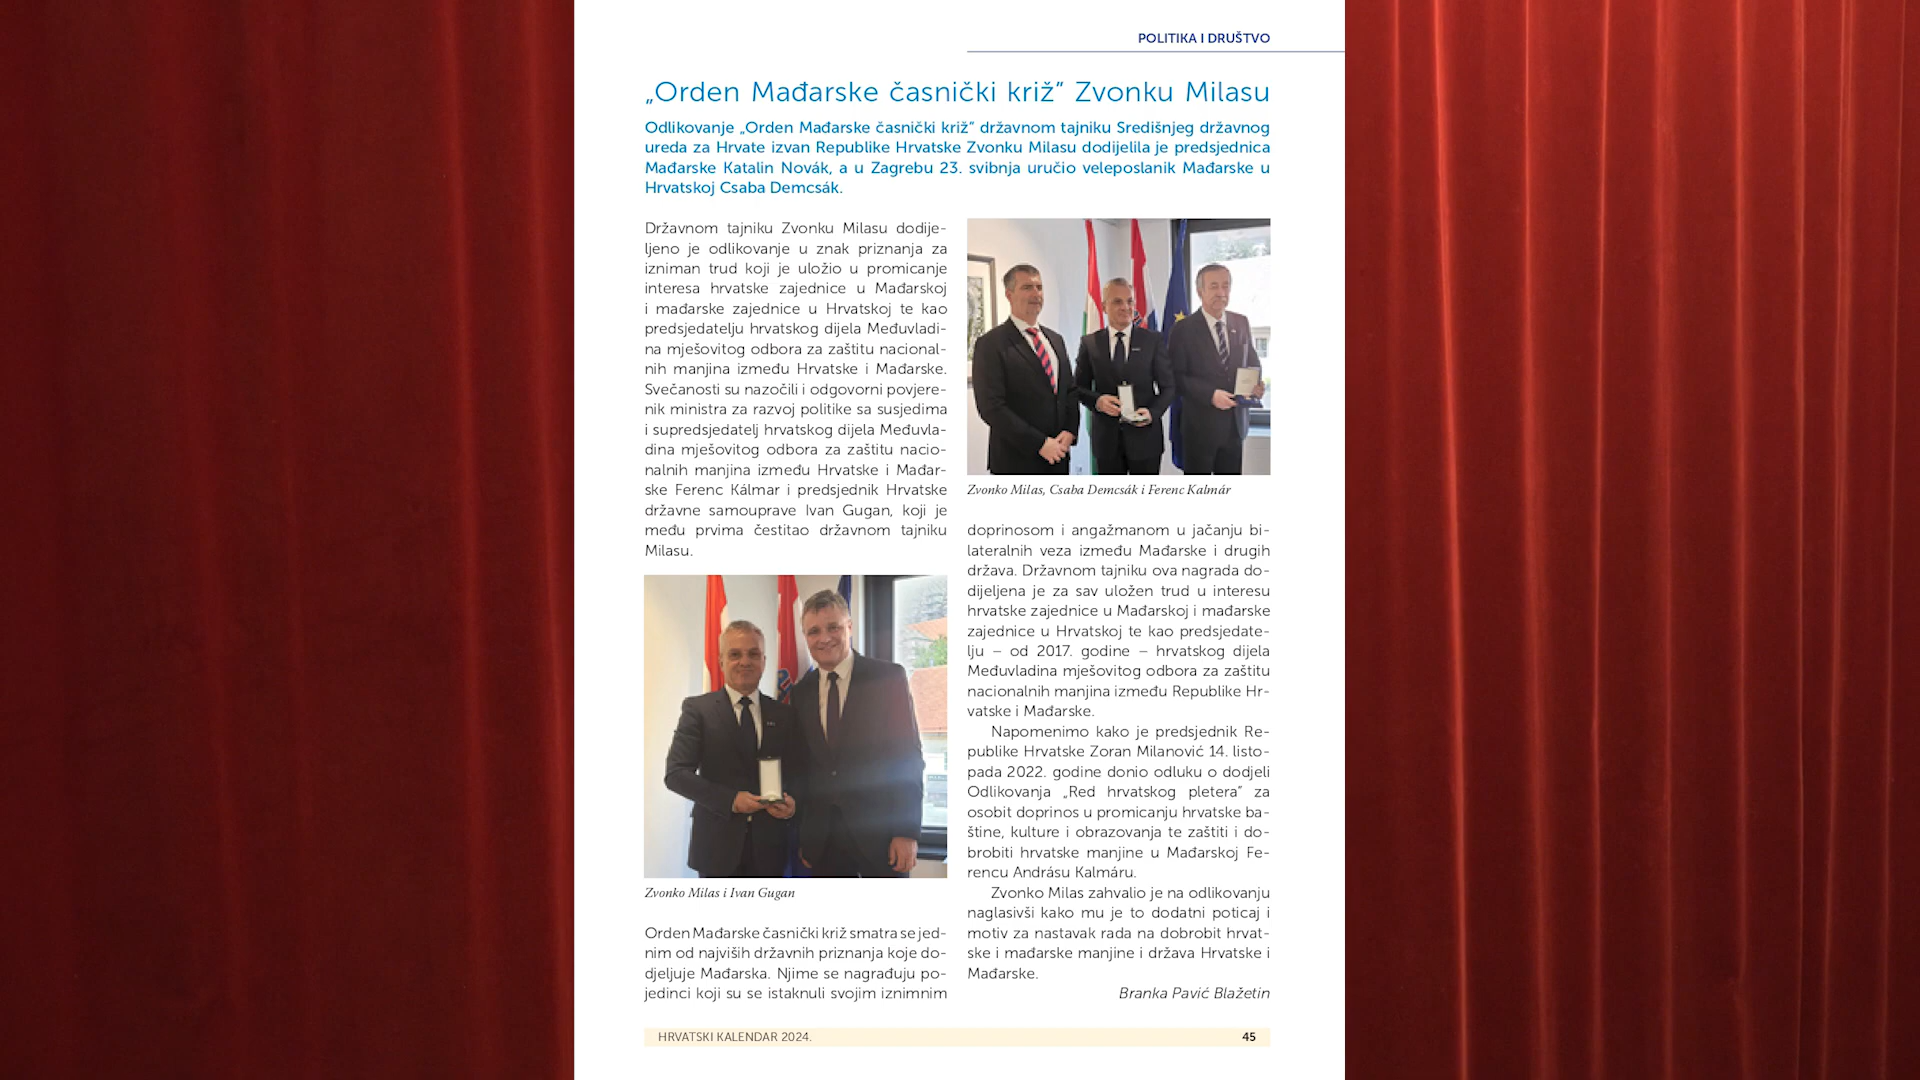 POLITIKA I DRUŠTVO
„Orden Mađarske časnički križ” Zvonku Milasu
Odlikovanje „Orden Mađarske časnički križ” državnom tajniku Središnjeg državnog
ureda za Hrvate izvan Republike Hrvatske Zvonku Milasu dodijelila je predsjednica
Mađarske Katalin Novák, a u Zagrebu 23. svibnja uručio veleposlanik Mađarske u
Hrvatskoj Csaba Demcsák.
Državnom tajniku Zvonku Milasu dodije-
ljeno je odlikovanje u znak priznanja za
izniman trud koji je uložio u promicanje
interesa hrvatske zajednice u Mađarskoj
i mađarske zajednice u Hrvatskoj te kao
predsjedatelju hrvatskog dijela Međuvladi-
na mješovitog odbora za zaštitu nacional-
nih manjina između Hrvatske i Mađarske.
Svečanosti su nazočili i odgovorni povjere-
nik ministra za razvoj politike sa susjedima
i supredsjedatelj hrvatskog dijela Međuvla-
dina mješovitog odbora za zaštitu nacio-
nalnih manjina između Hrvatske i Mađar-
ske Ferenc Kálmar i predsjednik Hrvatske
državne samouprave Ivan Gugan, koji je
među prvima čestitao državnom tajniku
Milasu.
Zvonko Milas i Ivan Gugan
Orden Mađarske časnički križ smatra se jed-
nim od najviših državnih priznanja koje do-
djeljuje Mađarska. Njime se nagrađuju po-
jedinci koji su se istaknuli svojim iznimnim
Zvonko Milas, Csaba Demcsák i Ferenc Kalmár
doprinosom i angažmanom u jačanju bi-
lateralnih veza između Mađarske i drugih
država. Državnom tajniku ova nagrada do-
dijeljena je za sav uložen trud u interesu
hrvatske zajednice u Mađarskoj i mađarske
zajednice u Hrvatskoj te kao predsjedate-
lju – od 2017. godine – hrvatskog dijela
Međuvladina mješovitog odbora za zaštitu
nacionalnih manjina između Republike Hr-
vatske i Mađarske.
Napomenimo kako je predsjednik Re-
publike Hrvatske Zoran Milanović 14. listo-
pada 2022. godine donio odluku o dodjeli
Odlikovanja „Red hrvatskog pletera” za
osobit doprinos u promicanju hrvatske ba-
štine, kulture i obrazovanja te zaštiti i do-
brobiti hrvatske manjine u Mađarskoj Fe-
rencu Andrásu Kalmáru.
Zvonko Milas zahvalio je na odlikovanju
naglasivši kako mu je to dodatni poticaj i
motiv za nastavak rada na dobrobit hrvat-
ske i mađarske manjine i država Hrvatske i
Mađarske.
Branka Pavić Blažetin
HRVATSKI KALENDAR 2024.
45